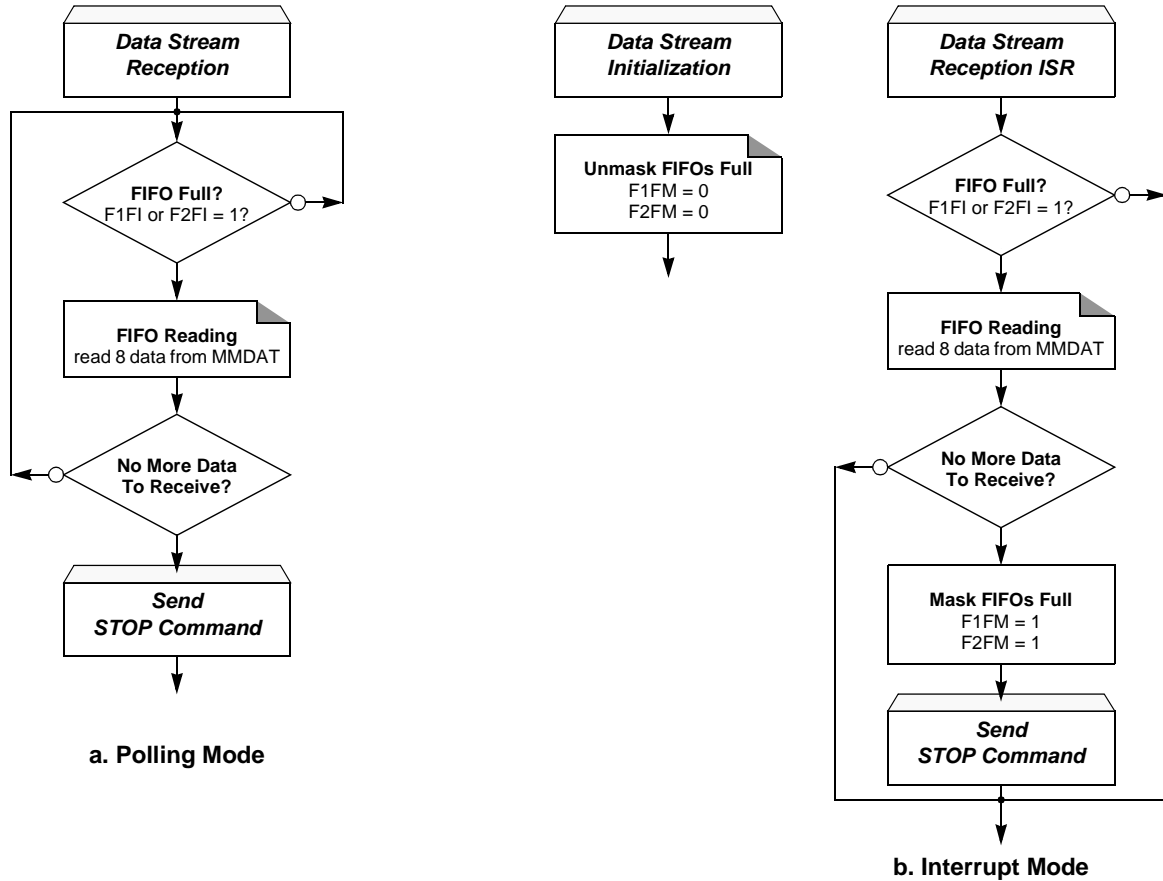 Data Stream
Reception
FIFO Full?
F1FI or F2FI = 1?
FIFO Reading
read 8 data from MMDAT
No More Data
To Receive?
Send
STOP Command
a. Polling Mode
Data Stream
Initialization
Unmask FIFOs Full
F1FM = 0
F2FM = 0
Data Stream
Reception ISR
FIFO Full?
F1FI or F2FI = 1?
FIFO Reading
read 8 data from MMDAT
No More Data
To Receive?
Mask FIFOs Full
F1FM = 1
F2FM = 1
Send
STOP Command
b. Interrupt Mode